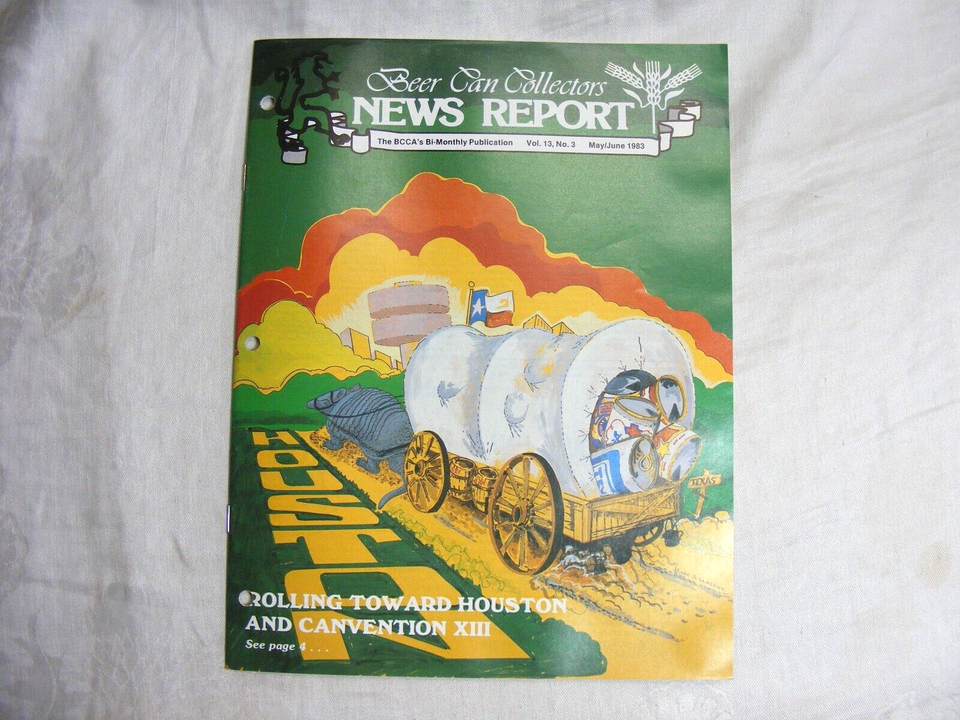 Beer Can Collectors
NEWS REPORT
The BCCA's Bi-Monthly Publication Vol. 13, No. 3 May/June 1983
TEXAS
HOUSTON
ROLLING TOWARD HOUSTON
AND CANVENTION XIII
See page 4 . . .